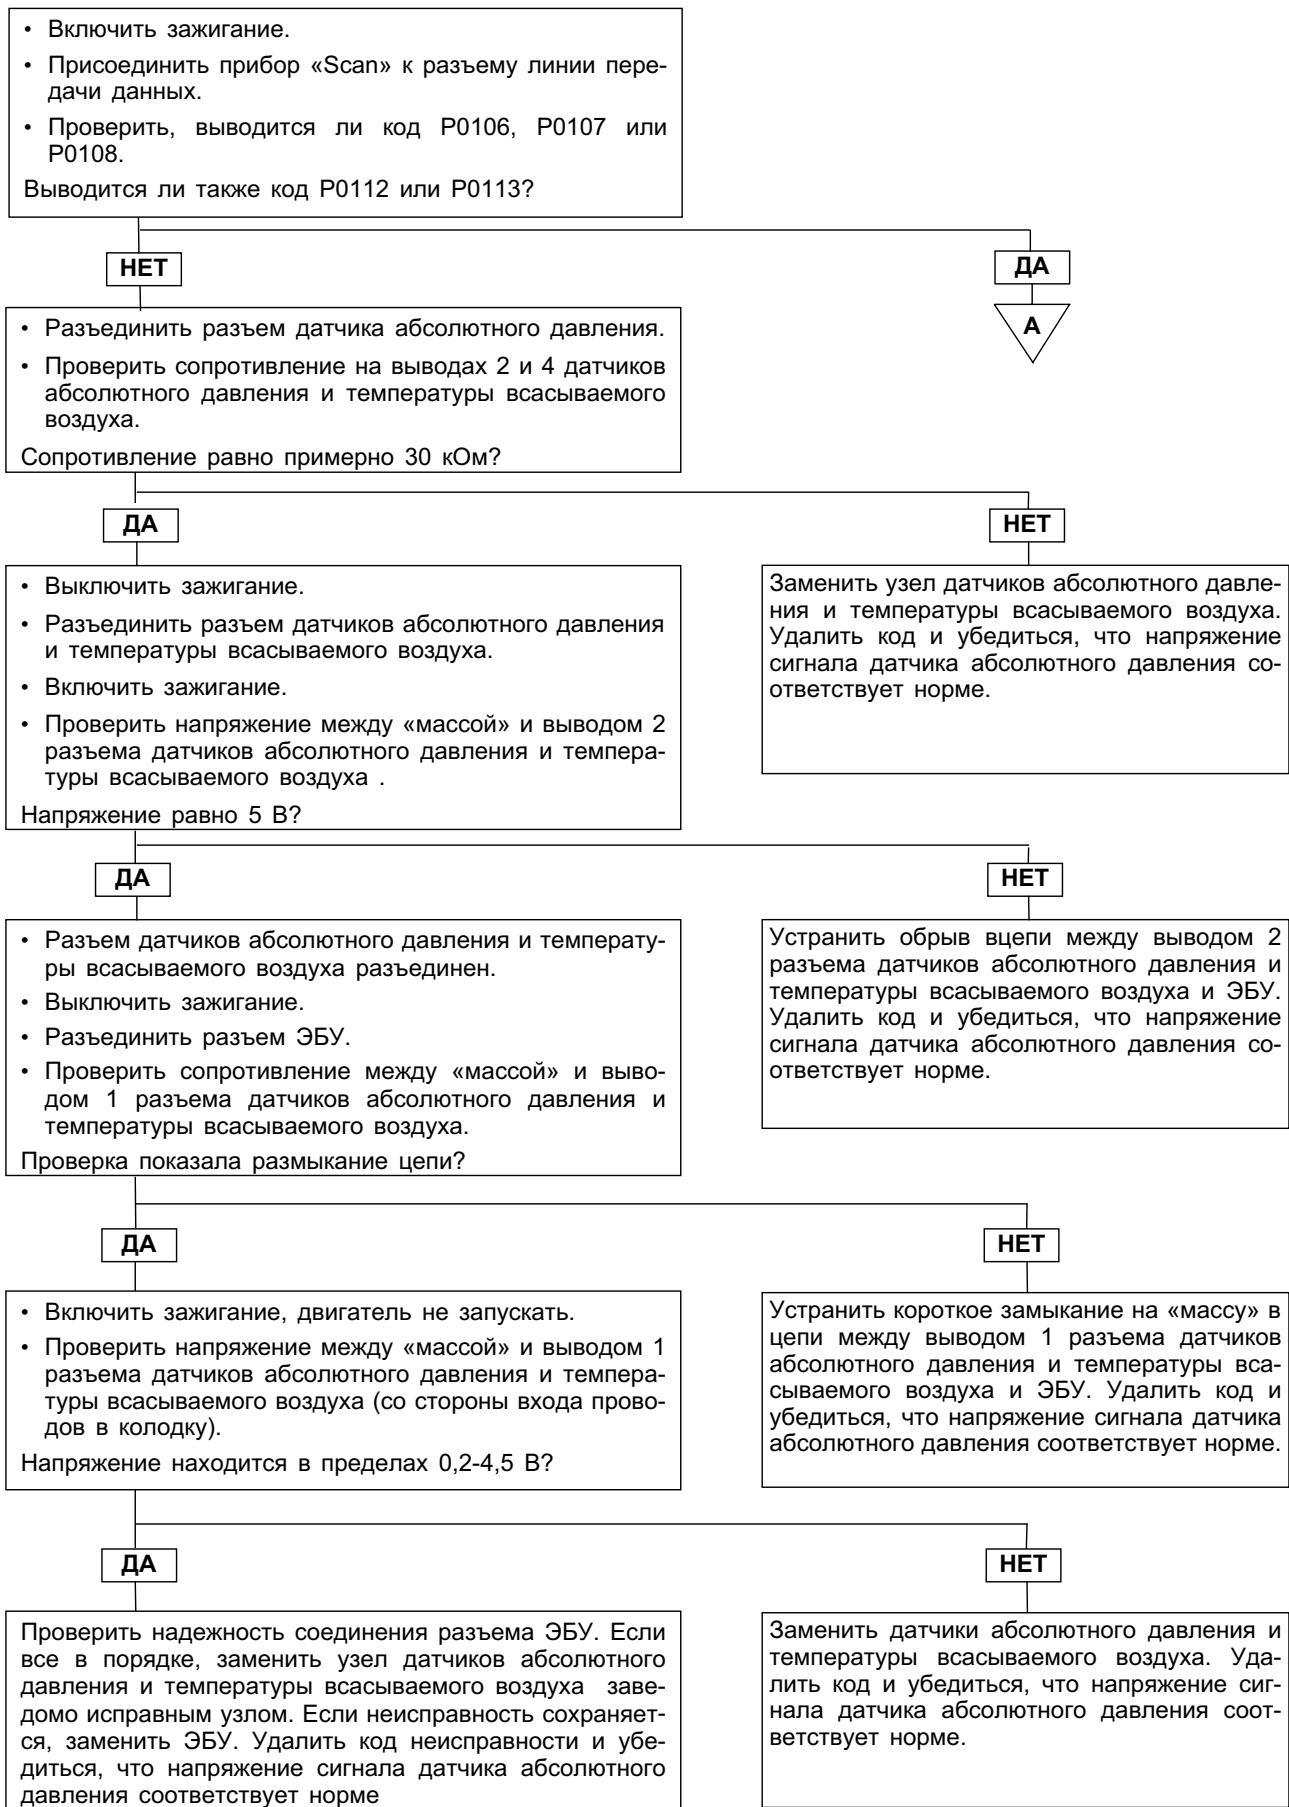 • Включить зажигание.
• Присоединить прибор «Scan» к разъему линии пере-
дачи данных.
• Проверить, выводится ли код P0106, P0107 или
P0108.
Выводится ли также код P0112 или P0113?
НЕТ
ДА
А
• Разъединить разъем датчика абсолютного давления.
• Проверить сопротивление на выводах 2 и 4 датчиков
абсолютного давления и температуры всасываемого
воздуха.
Сопротивление равно примерно 30 кОм?
ДА
НЕТ
• Выключить зажигание.
• Разъединить разъем датчиков абсолютного давления
и температуры всасываемого воздуха.
• Включить зажигание.
• Проверить напряжение между «массой» и выводом 2
разъема датчиков абсолютного давления и темпера-
туры всасываемого воздуха .
Напряжение равно 5 В?
Заменить узел датчиков абсолютного давле-
ния и температуры всасываемого воздуха.
Удалить код и убедиться, что напряжение
сигнала датчика абсолютного давления со-
ответствует норме.
ДА
НЕТ
• Разъем датчиков абсолютного давления и температу-
ры всасываемого воздуха разъединен.
• Выключить зажигание.
• Разъединить разъем ЭБУ.
• Проверить сопротивление между «массой» и выво-
дом 1 разъема датчиков абсолютного давления и
температуры всасываемого воздуха.
Проверка показала размыкание цепи?
Устранить обрыв вцепи между выводом 2
разъема датчиков абсолютного давления и
температуры всасываемого воздуха и ЭБУ.
Удалить код и убедиться, что напряжение
сигнала датчика абсолютного давления со-
ответствует норме.
ДА
НЕТ
• Включить зажигание, двигатель не запускать.
• Проверить напряжение между «массой» и выводом 1
разъема датчиков абсолютного давления и темпера-
туры всасываемого воздуха (со стороны входа прово-
дов в колодку).
Напряжение находится в пределах 0,2-4,5 В?
Устранить короткое замыкание на «массу» в
цепи между выводом 1 разъема датчиков
абсолютного давления и температуры вса-
сываемого воздуха и ЭБУ. Удалить код и
убедиться, что напряжение сигнала датчика
абсолютного давления соответствует норме.
ДА
НЕТ
Проверить надежность соединения разъема ЭБУ. Если
все в порядке, заменить узел датчиков абсолютного
давления и температуры всасываемого воздуха заве-
домо исправным узлом. Если неисправность сохраняет-
ся, заменить ЭБУ. Удалить код неисправности и убе-
диться, что напряжение сигнала датчика абсолютного
давления соответствует норме
Заменить датчики абсолютного давления и
температуры всасываемого воздуха. Уда-
лить код и убедиться, что напряжение сиг-
нала датчика абсолютного давления соот-
ветствует норме.